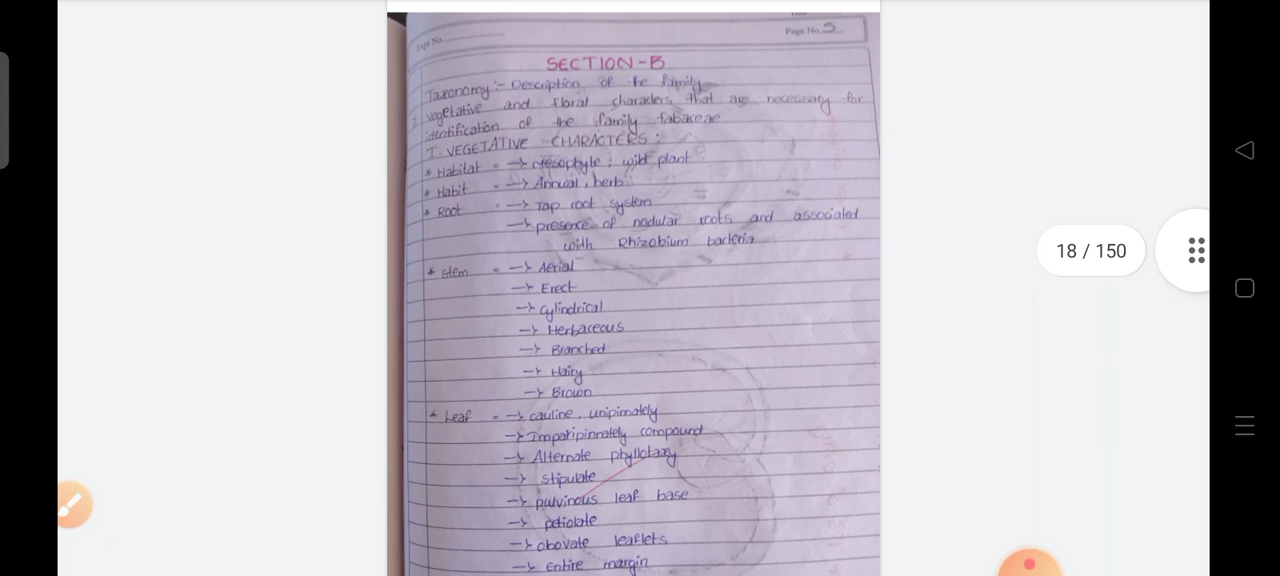 Expt No.
Page No. 5
SECTION-B
Taxonomy :- Description of the family
vegetative and floral characters that are necessary for
identification of the family fabaceae
I. VEGETATIVE CHARACTERS :
* Habitat = → Mesophyte, wild plant
* Habit = → Annual, herb
* Root = → Tap root system
→ presence of nodular roots and associated
with Rhizobium bacteria
* stem = → Aerial
→ Erect
→ cylindrical
→ Herbaceous
→ Branched
→ Hairy
→ Brown
* Leaf = → cauline, unipinnately
→ Imparipinnately compound
→ Alternate phyllotaxy
→ stipulate
→ pulvinous leaf base
→ petiolate
→ obovate leaflets
→ Entire margin
18 / 150